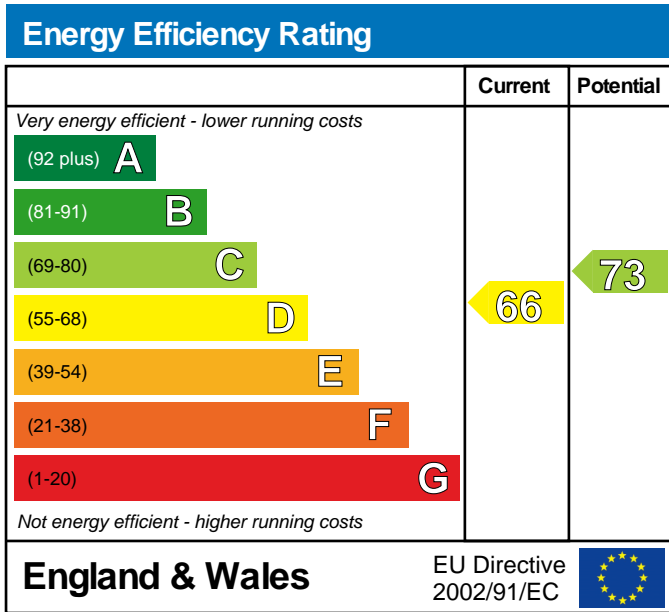 Energy Efficiency Rating
Current Potential
Very energy efficient - lower running costs
(92 plus) A
(81-91) B
(69-80) C
73
(55-68) D
66
(39-54) E
(21-38) F
(1-20) G
Not energy efficient - higher running costs
England & Wales
EU Directive
2002/91/EC